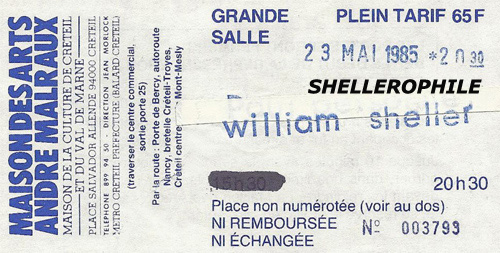 MAISON DES ARTS
ANDRE MALRAUX
MAISON DE LA CULTURE DE CRETEIL
ET DU VAL DE MARNE
PLACE SALVADOR ALLENDE 94000 CRETEIL
TELEPHONE 899 94 50 - DIRECTION JEAN MORLOCK
METRO CRETEIL PREFECTURE (BALARD CRETEIL)
(traverser le centre commercial,
sortie porte 25)
Par la route : Porte de Bercy, autoroute
Nancy, bretelle Créteil-Troyes,
Crèteil centre Mont-Mesly
GRANDE
SALLE
PLEIN TARIF 65F
23 MAI 1985 *20 30
SHELLEROPHILE
william sheller
15h30
20h30
Place non numérotée (voir au dos)
NI REMBOURSÉE
NI ÉCHANGÉE
Nº 003793